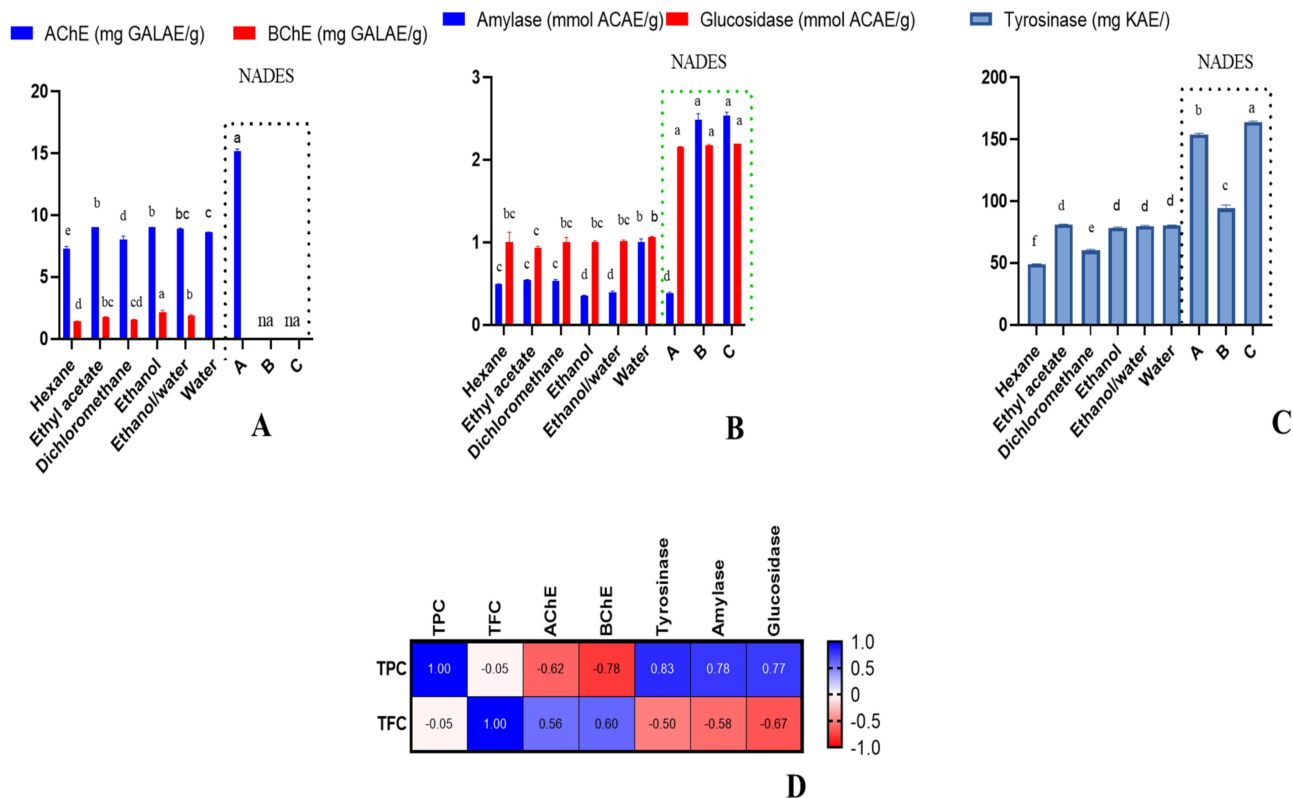 AChE (mg GALAE/g) BChE (mg GALAE/g)
NADES
20
15
10
5
0
e d b bc d cd b a bc b c a na na
Hexane
Ethyl acetate
Dichloromethane
Ethanol
Ethanol/water
Water
A
B
C
A
Amylase (mmol ACAE/g) Glucosidase (mmol ACAE/g)
NADES
3
2
1
0
c bc c c c bc d bc d bc b b d a a a a a
Hexane
Ethyl acetate
Dichloromethane
Ethanol
Ethanol/water
Water
A
B
C
B
Tyrosinase (mg KAE/)
NADES
200
150
100
50
0
f d e d d d b c a
Hexane
Ethyl acetate
Dichloromethane
Ethanol
Ethanol/water
Water
A
B
C
C
TPC TFC AChE BChE Tyrosinase Amylase Glucosidase
TPC 1.00 -0.05 -0.62 -0.78 0.83 0.78 0.77
TFC -0.05 1.00 0.56 0.60 -0.50 -0.58 -0.67
1.0
0.5
0
-0.5
-1.0
D